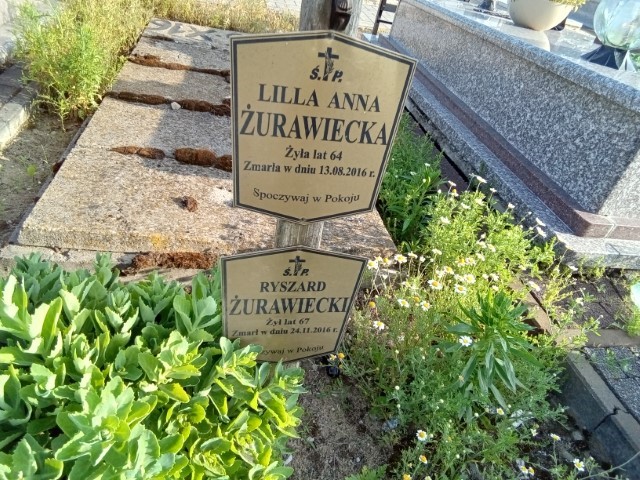 Ś.P.
LILLA ANNA
ŻURAWIECKA
Żyła lat 64
Zmarła w dniu 13.08.2016 r.
Spoczywaj w Pokoju
Ś.P.
RYSZARD
ŻURAWIECKI
Żył lat 67
Zmarł w dniu 24.11.2016 r.
Spoczywaj w Pokoju